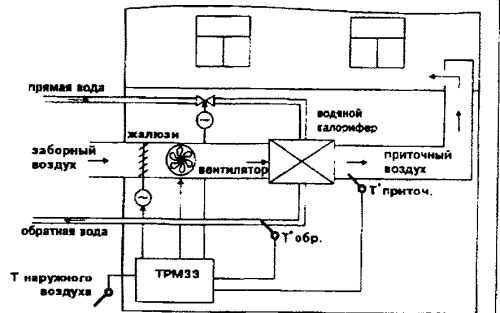 прямая вода
водяной
калорифер
жалюзи
заборный
воздух
вентилятор
приточный
воздух
T° приточ.
обратная вода
T° обр.
ТРМ33
T наружного
воздуха